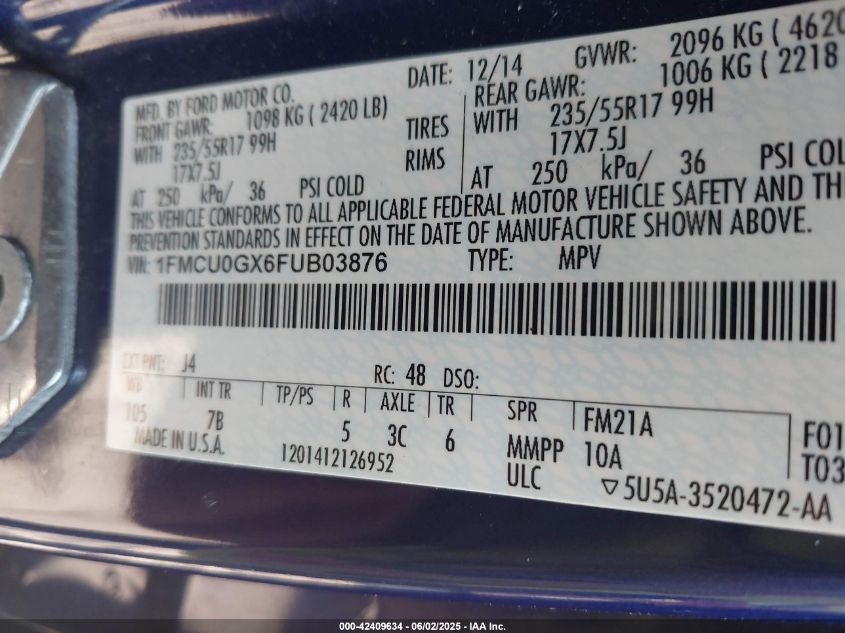 MFD. BY FORD MOTOR CO. DATE: 12/14 GVWR: 2096 KG ( 4620
FRONT GAWR: 1098 KG ( 2420 LB) REAR GAWR: 1006 KG ( 2218
WITH 235/55R17 99H TIRES WITH 235/55R17 99H
17X7.5J RIMS 17X7.5J
AT 250 kPa/ 36 PSI COLD AT 250 kPa/ 36 PSI COL
THIS VEHICLE CONFORMS TO ALL APPLICABLE FEDERAL MOTOR VEHICLE SAFETY AND TH
PREVENTION STANDARDS IN EFFECT ON THE DATE OF MANUFACTURE SHOWN ABOVE.
VIN: 1FMCU0GX6FUB03876 TYPE: MPV
EXT PNT: J4 RC: 48 DSO:
WB INT TR TP/PS R AXLE TR SPR FM21A F01
105 7B 5 3C 6 MMPP 10A T03
MADE IN U.S.A. 1201412126952 ULC ▽5U5A-3520472-AA
000-42409634 | 06/02/2025 - IAA Inc.